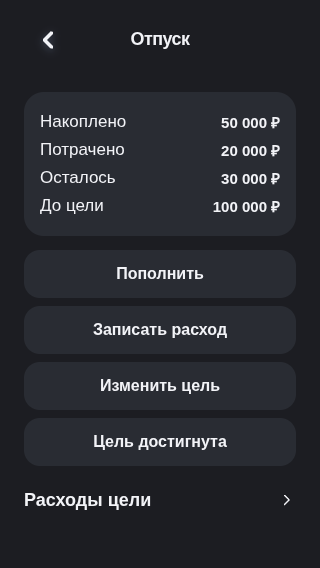 Отпуск
Накоплено 50 000 ₽
Потрачено 20 000 ₽
Осталось 30 000 ₽
До цели 100 000 ₽
Пополнить
Записать расход
Изменить цель
Цель достигнута
Расходы цели